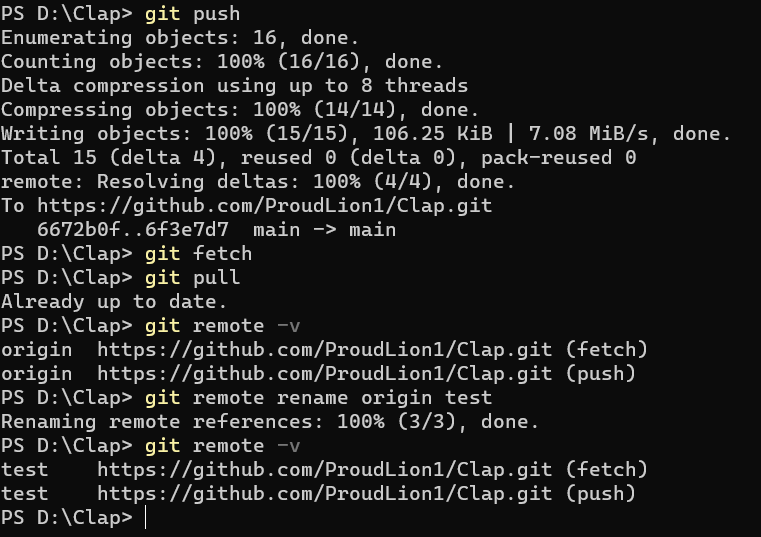 PS D:\Clap> git push
Enumerating objects: 16, done.
Counting objects: 100% (16/16), done.
Delta compression using up to 8 threads
Compressing objects: 100% (14/14), done.
Writing objects: 100% (15/15), 106.25 KiB | 7.08 MiB/s, done.
Total 15 (delta 4), reused 0 (delta 0), pack-reused 0
remote: Resolving deltas: 100% (4/4), done.
To https://github.com/ProudLion1/Clap.git
   6672b0f..6f3e7d7  main -> main
PS D:\Clap> git fetch
PS D:\Clap> git pull
Already up to date.
PS D:\Clap> git remote -v
origin  https://github.com/ProudLion1/Clap.git (fetch)
origin  https://github.com/ProudLion1/Clap.git (push)
PS D:\Clap> git remote rename origin test
Renaming remote references: 100% (3/3), done.
PS D:\Clap> git remote -v
test    https://github.com/ProudLion1/Clap.git (fetch)
test    https://github.com/ProudLion1/Clap.git (push)
PS D:\Clap>